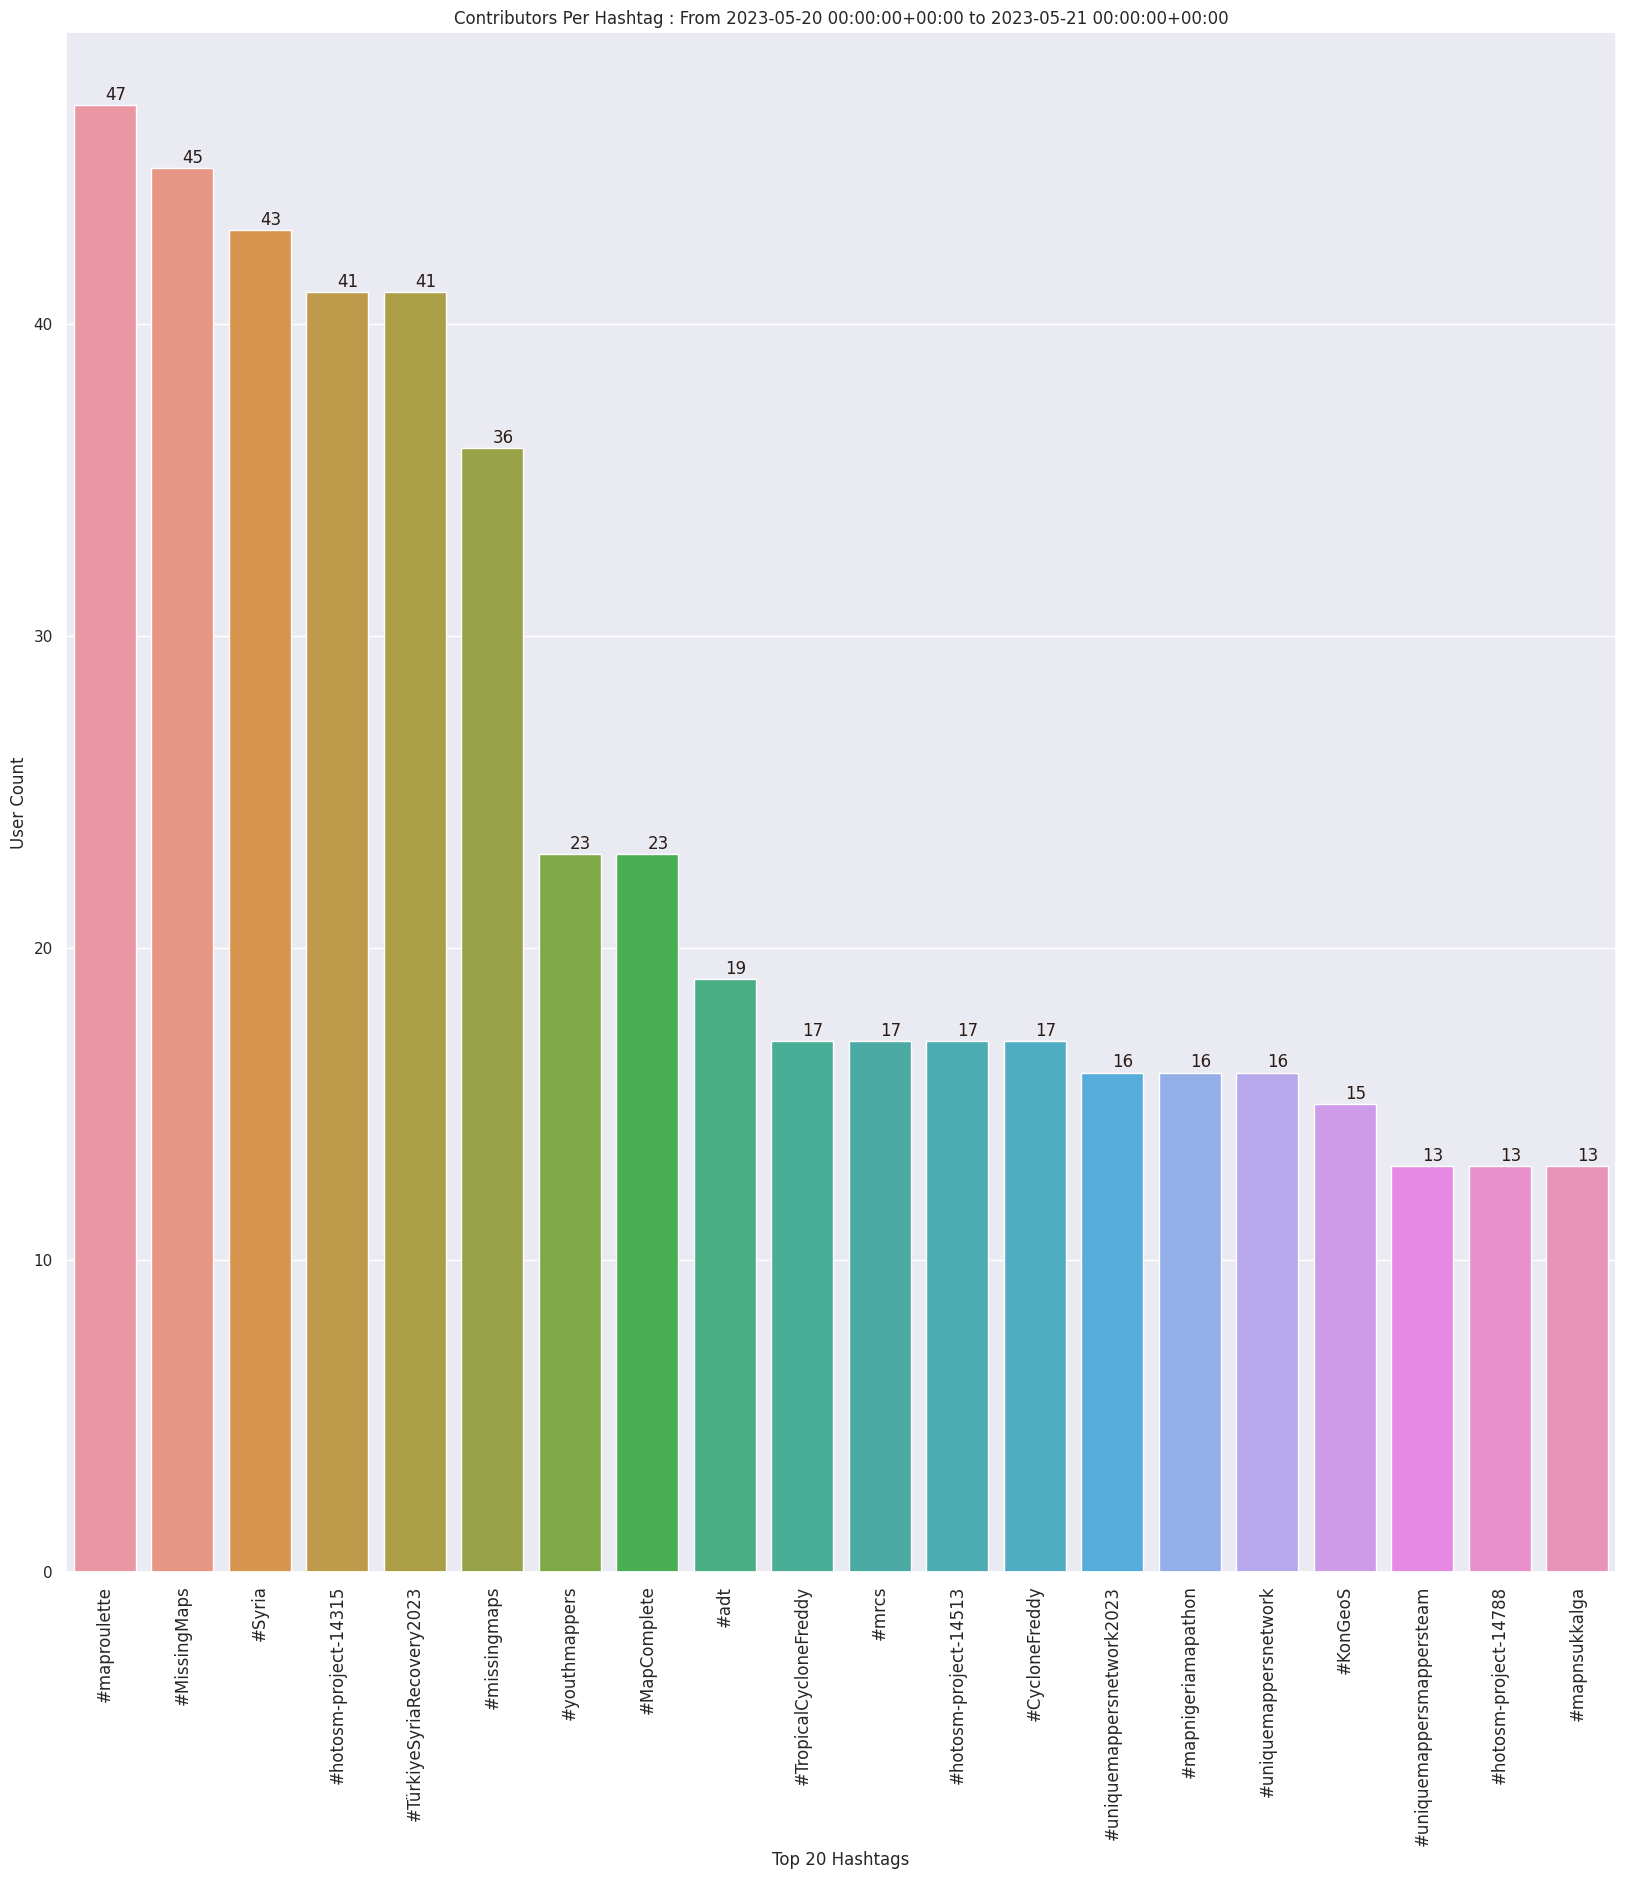 Contributors Per Hashtag : From 2023-05-20 00:00:00+00:00 to 2023-05-21 00:00:00+00:00
47
45
43
41
41
36
23
23
19
17
17
17
17
16
16
16
15
13
13
13
40
30
20
10
0
User Count
#maproulette
#MissingMaps
#Syria
#hotosm-project-14315
#TürkiyeSyriaRecovery2023
#missingmaps
#youthmappers
#MapComplete
#adt
#TropicalCycloneFreddy
#mrcs
#hotosm-project-14513
#CycloneFreddy
#uniquemappersnetwork2023
#mapnigeriamapathon
#uniquemappersnetwork
#KonGeoS
#uniquemappersmappersteam
#hotosm-project-14788
#mapnsukkalga
Top 20 Hashtags